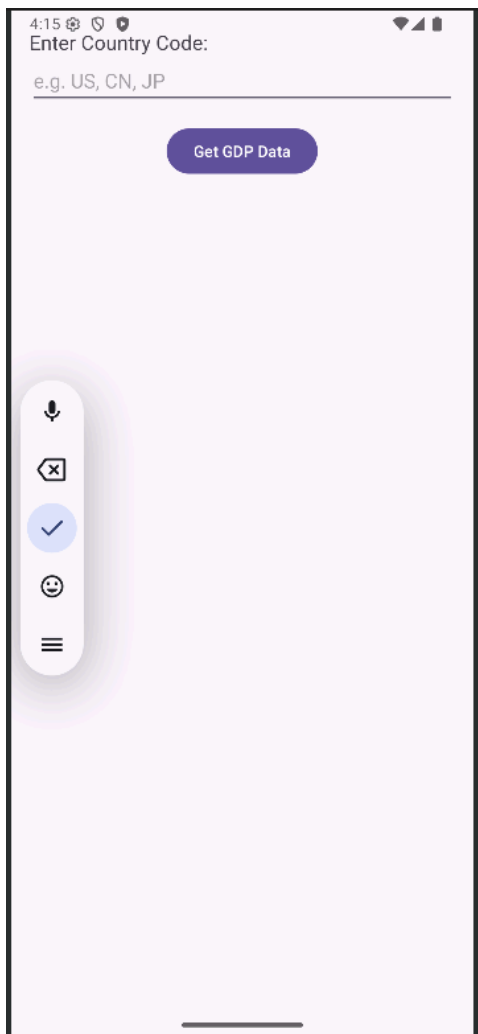 4:15
Enter Country Code:
e.g. US, CN, JP
Get GDP Data